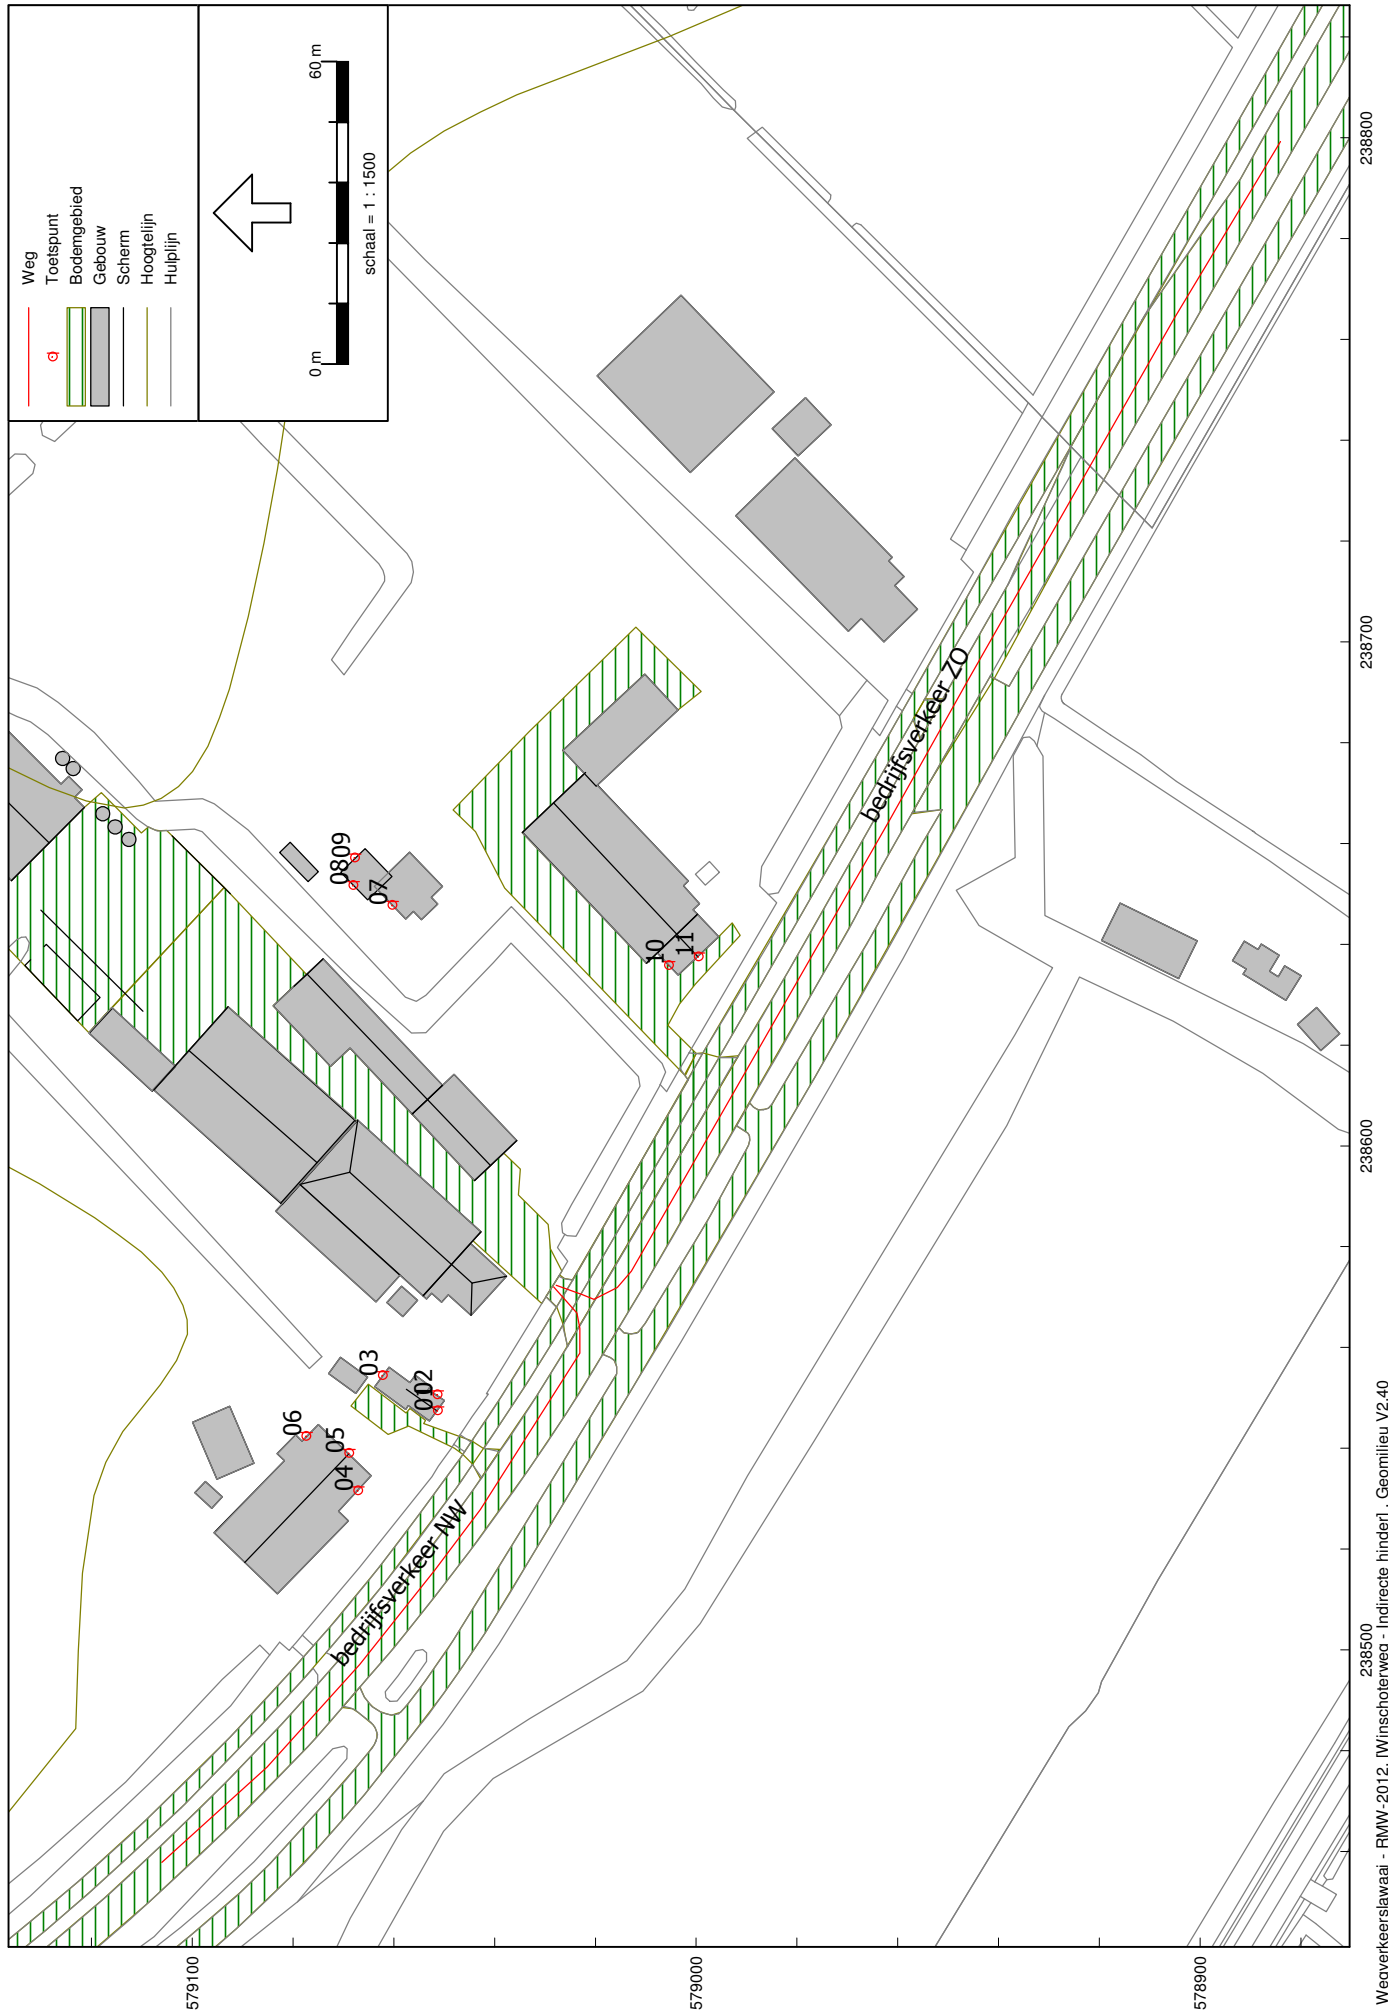 Weg
Toetspunt
Bodemgebied
Gebouw
Scherm
Hoogtelijn
Hulplijn
0 m
60 m
schaal = 1 : 1500
03
02
01
06
05
04
08
09
07
10
11
bedrijfsverkeer NW
bedrijfsverkeer ZO
579100
579000
578900
238500
238600
238700
238800
Wegverkeerslawaai - RMW-2012, [Winschoterweg - Indirecte hinder] , Geomilieu V2.40